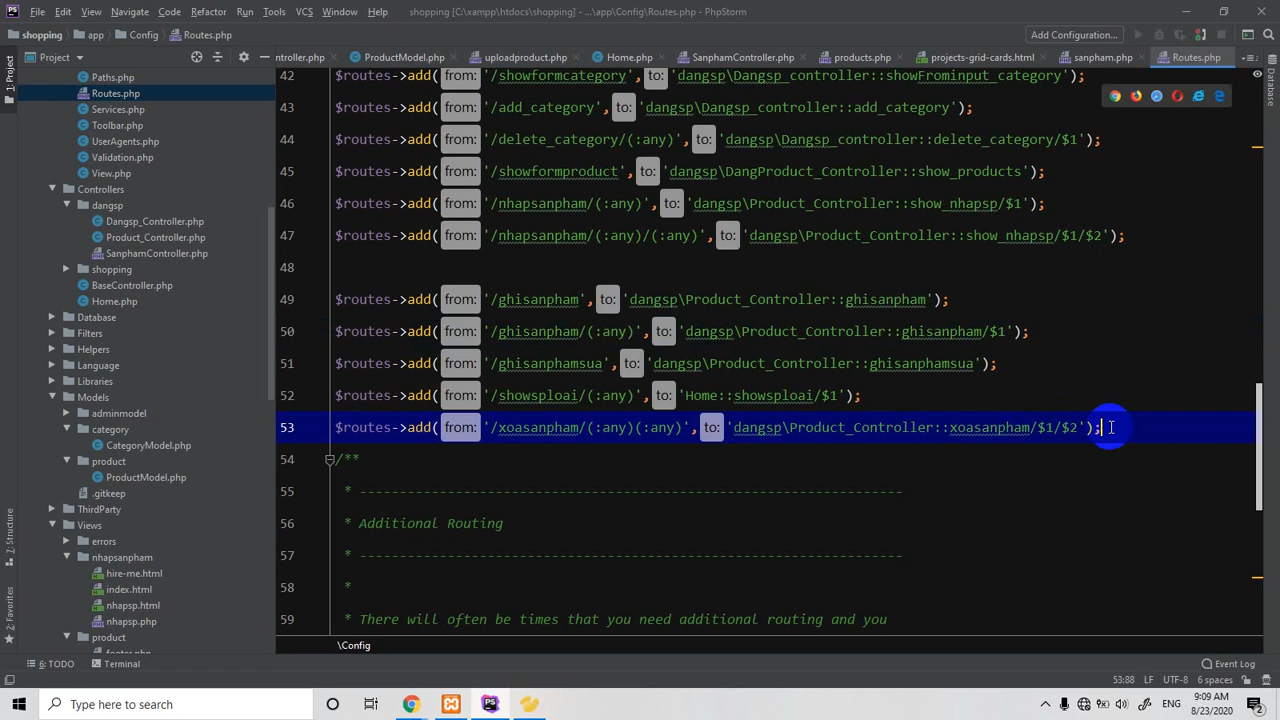 File Edit View Navigate Code Refactor Run Tools VCS Window Help shopping [C:\xampp\htdocs\shopping] - ...\app\Config\Routes.php - PhpStorm
shopping app Config Routes.php Add Configuration...
Project ntroller.php ProductModel.php uploadproduct.php Home.php SanphamController.php products.php projects-grid-cards.html sanpham.php Routes.php
1: Project
7: Structure
2: Favorites
Paths.php
Routes.php
Services.php
Toolbar.php
UserAgents.php
Validation.php
View.php
Controllers
dangsp
Dangsp_Controller.php
Product_Controller.php
SanphamController.php
shopping
BaseController.php
Home.php
Database
Filters
Helpers
Language
Libraries
Models
adminmodel
category
CategoryModel.php
product
ProductModel.php
.gitkeep
ThirdParty
Views
errors
nhapsanpham
hire-me.html
index.html
nhapsp.html
nhapsp.php
product
footer.php
42 $routes->add( from: '/showformcategory', to: 'dangsp\Dangsp_controller::showFrominput_category');
43 $routes->add( from: '/add_category', to: 'dangsp\Dangsp_controller::add_category');
44 $routes->add( from: '/delete_category/(:any)', to: 'dangsp\Dangsp_controller::delete_category/$1');
45 $routes->add( from: '/showformproduct', to: 'dangsp\DangProduct_Controller::show_products');
46 $routes->add( from: '/nhapsanpham/(:any)', to: 'dangsp\Product_Controller::show_nhapsp/$1');
47 $routes->add( from: '/nhapsanpham/(:any)/(:any)', to: 'dangsp\Product_Controller::show_nhapsp/$1/$2');
48
49 $routes->add( from: '/ghisanpham', to: 'dangsp\Product_Controller::ghisanpham');
50 $routes->add( from: '/ghisanpham/(:any)', to: 'dangsp\Product_Controller::ghisanpham/$1');
51 $routes->add( from: '/ghisanphamsua', to: 'dangsp\Product_Controller::ghisanphamsua');
52 $routes->add( from: '/showsploai/(:any)', to: 'Home::showsploai/$1');
53 $routes->add( from: '/xoasanpham/(:any)(:any)', to: 'dangsp\Product_Controller::xoasanpham/$1/$2');
54 /**
55 * --------------------------------------------------------------------
56 * Additional Routing
57 * --------------------------------------------------------------------
58 *
59 * There will often be times that you need additional routing and you
\Config
6: TODO Terminal Event Log
53:88 LF UTF-8 6 spaces
Type here to search
ENG 9:09 AM
8/23/2020
2